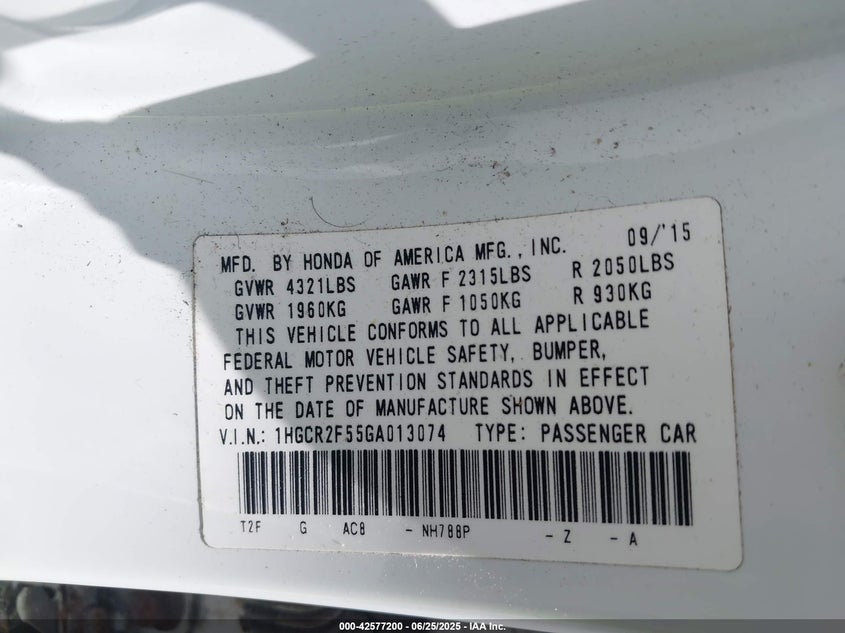 MFD. BY HONDA OF AMERICA MFG., INC. 09/'15
GVWR 4321LBS GAWR F 2315LBS R 2050LBS
GVWR 1960KG GAWR F 1050KG R 930KG
THIS VEHICLE CONFORMS TO ALL APPLICABLE
FEDERAL MOTOR VEHICLE SAFETY, BUMPER,
AND THEFT PREVENTION STANDARDS IN EFFECT
ON THE DATE OF MANUFACTURE SHOWN ABOVE.
V.I.N.: 1HGCR2F55GA013074 TYPE: PASSENGER CAR
T2F G AC8 - NH788P - Z - A
000-42577200 - 06/25/2025 - IAA Inc.